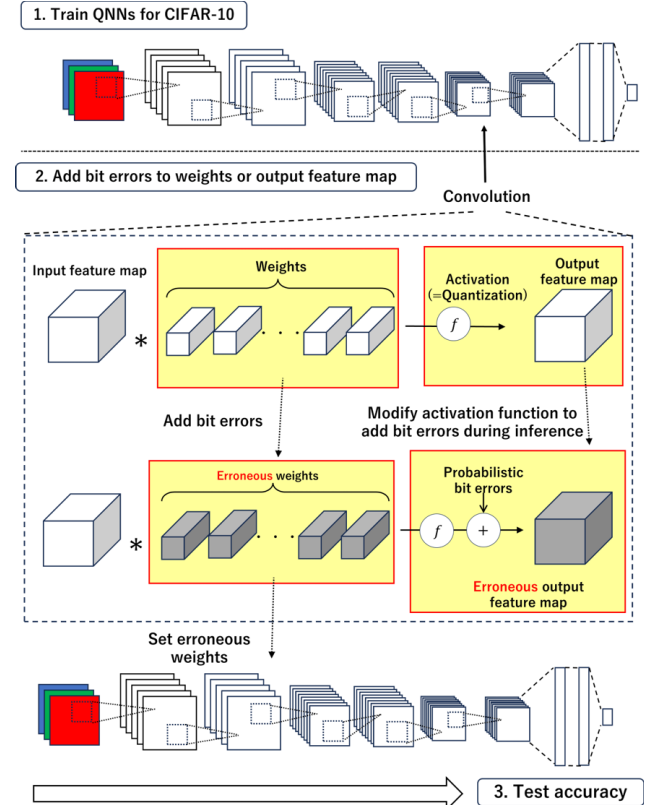 1. Train QNNs for CIFAR-10
2. Add bit errors to weights or output feature map
Convolution
Input feature map
Weights
Activation
(=Quantization)
Output
feature map
*
f
. . .
Add bit errors
Modify activation function to
add bit errors during inference
Erroneous weights
Probabilistic
bit errors
*
. . .
f
+
Erroneous output
feature map
Set erroneous
weights
3. Test accuracy